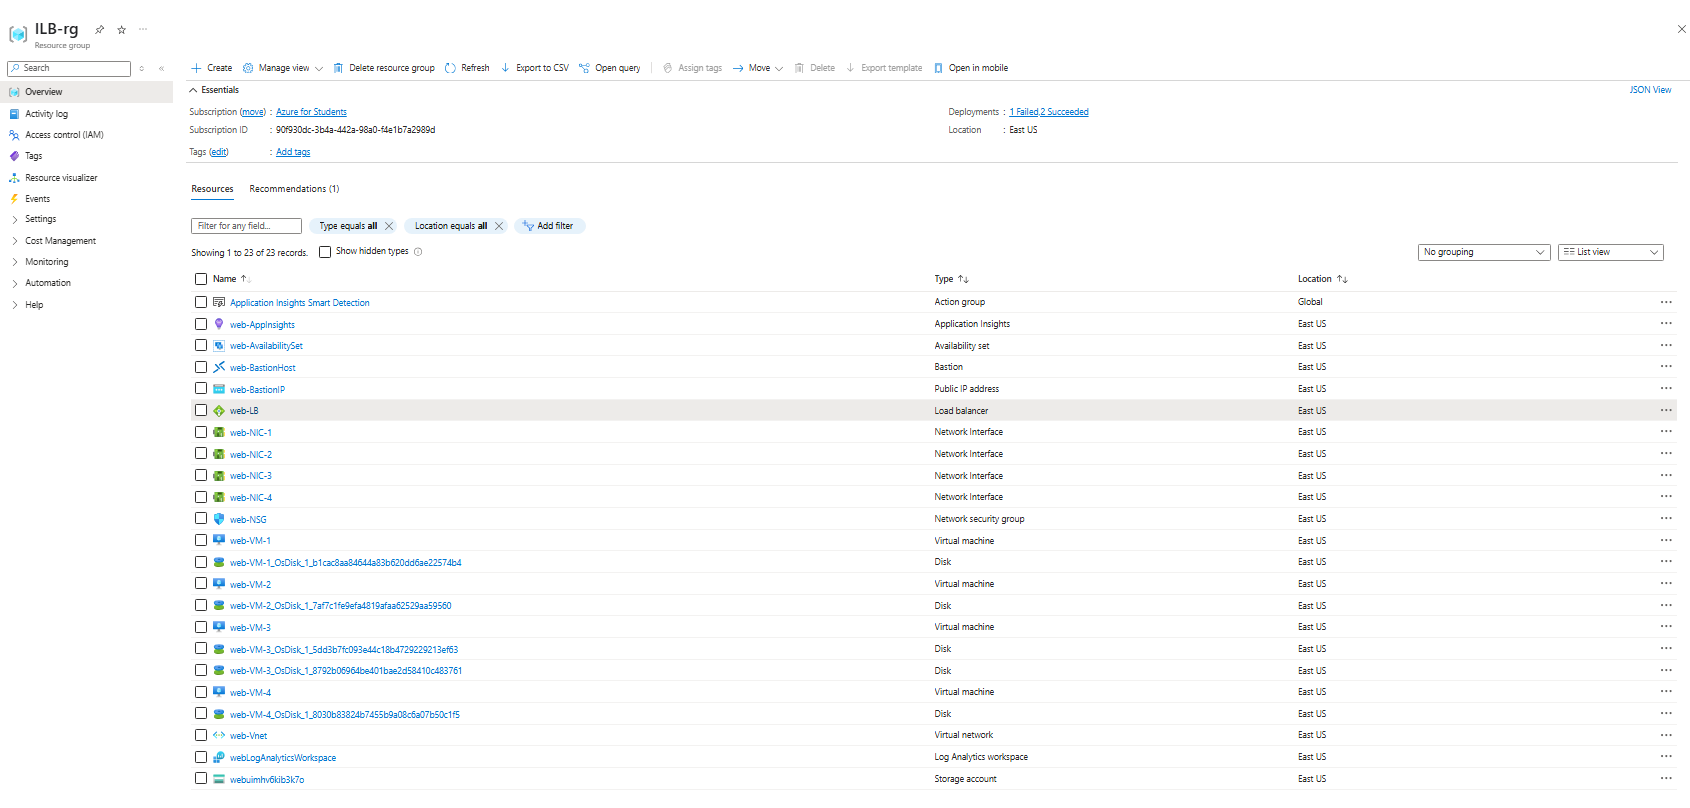 ILB-rg
Resource group
Search
Create Manage view Delete resource group Refresh Export to CSV Open query Assign tags Move Delete Export template Open in mobile
Overview
Activity log
Access control (IAM)
Tags
Resource visualizer
Events
Settings
Cost Management
Monitoring
Automation
Help
Essentials JSON View
Subscription (move) : Azure for Students Deployments : 1 Failed,2 Succeeded
Subscription ID : 90f930dc-3b4a-442a-98a0-f4e1b7a2989d Location : East US
Tags (edit) : Add tags
Resources Recommendations (1)
Filter for any field... Type equals all Location equals all Add filter
Showing 1 to 23 of 23 records. Show hidden types No grouping List view
Name Type Location
Application Insights Smart Detection Action group Global
web-AppInsights Application Insights East US
web-AvailabilitySet Availability set East US
web-BastionHost Bastion East US
web-BastionIP Public IP address East US
web-LB Load balancer East US
web-NIC-1 Network Interface East US
web-NIC-2 Network Interface East US
web-NIC-3 Network Interface East US
web-NIC-4 Network Interface East US
web-NSG Network security group East US
web-VM-1 Virtual machine East US
web-VM-1_OsDisk_1_b1cac8aa84644a83b620dd6ae22574b4 Disk East US
web-VM-2 Virtual machine East US
web-VM-2_OsDisk_1_7af7c1fe9efa4819afaa62529aa59560 Disk East US
web-VM-3 Virtual machine East US
web-VM-3_OsDisk_1_5dd3b7fc093e44c18b4729229213ef63 Disk East US
web-VM-3_OsDisk_1_8792b06964be401bae2d58410c483761 Disk East US
web-VM-4 Virtual machine East US
web-VM-4_OsDisk_1_8030b83824b7455b9a08c6a07b50c1f5 Disk East US
web-Vnet Virtual network East US
webLogAnalyticsWorkspace Log Analytics workspace East US
webuimhv6kib3k7o Storage account East US